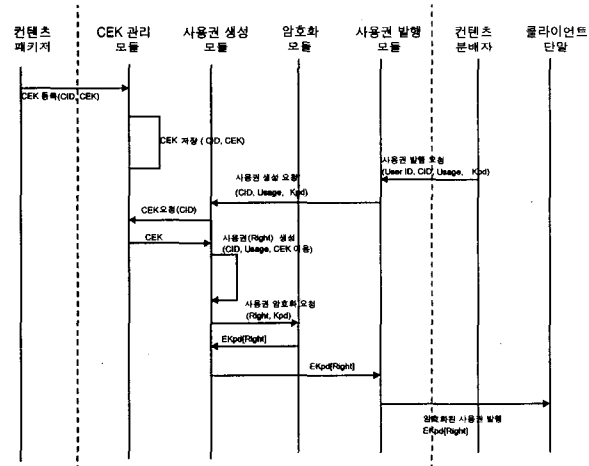 컨텐츠
패키저
CEK 관리
모듈
사용권 생성
모듈
암호화
모듈
사용권 발행
모듈
컨텐츠
분배자
클라이언트
단말
CEK 등록(CID, CEK)
CEK 저장 ( CID, CEK)
사용권 발행 요청
(User ID, CID, Usage, Kpd)
사용권 생성 요청
(CID, Usage, Kpd)
CEK요청(CID)
CEK
사용권(Right) 생성
(CID, Usage, CEK 이용)
사용권 암호화 요청
(Right, Kpd)
EKpd[Right]
EKpd[Right]
암호화된 사용권 발행
EKpd[Right]